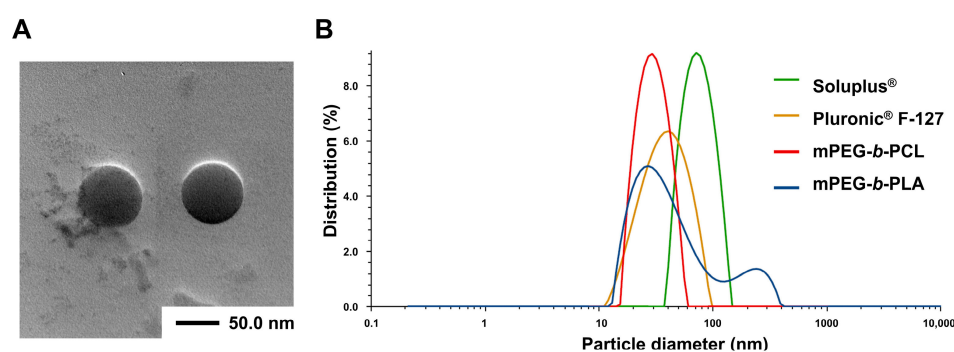 A
50.0 nm
B
Distribution (%)
8.0
6.0
4.0
2.0
0.0
0.1
1
10
100
1000
10,000
Particle diameter (nm)
Soluplus®
Pluronic® F-127
mPEG-b-PCL
mPEG-b-PLA